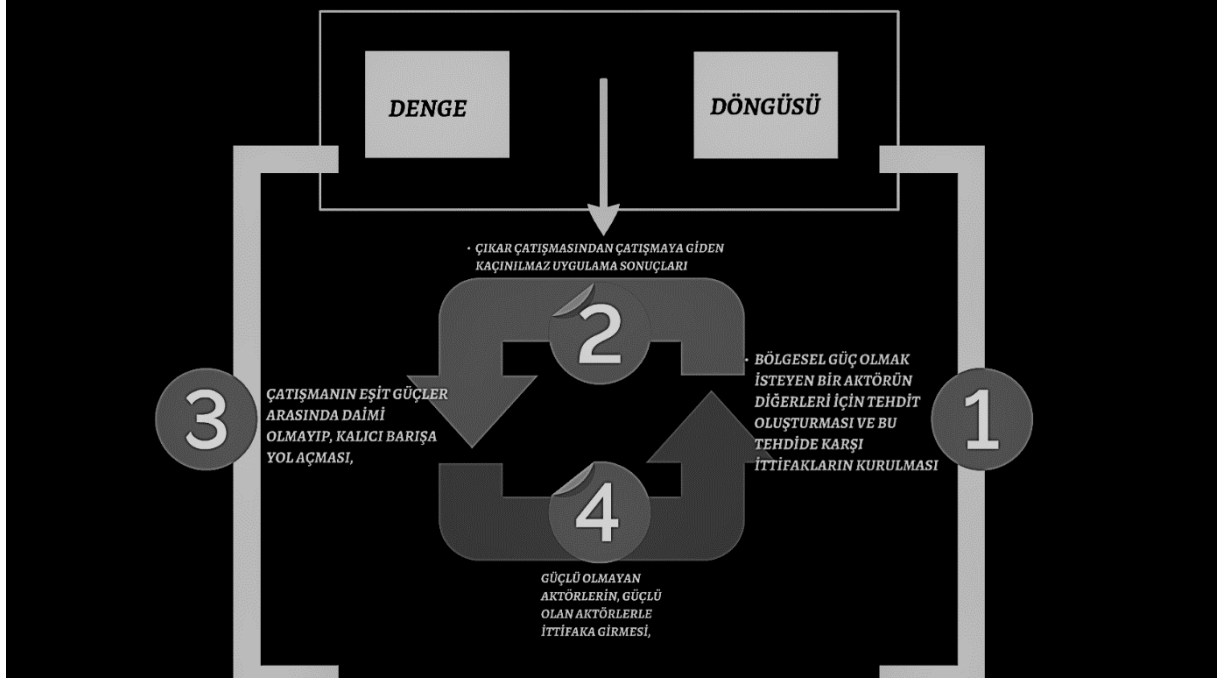 DENGE
DÖNGÜSÜ
• ÇIKAR ÇATIŞMASINDAN ÇATIŞMAYA GİDEN
KAÇINILMAZ UYGULAMA SONUÇLARI
2
• BÖLGESEL GÜÇ OLMAK
İSTEYEN BİR AKTÖRÜN
DİĞERLERİ İÇİN TEHDİT
OLUŞTURMASI VE BU
TEHDİDE KARŞI
İTTİFAKLARIN KURULMASI
1
3
ÇATIŞMANIN EŞİT GÜÇLER
ARASINDA DAİMİ
OLMAYIP, KALICI BARIŞA
YOL AÇMASI,
4
GÜÇLÜ OLMAYAN
AKTÖRLERİN, GÜÇLÜ
OLAN AKTÖRLERLE
İTTİFAKA GİRMESİ,